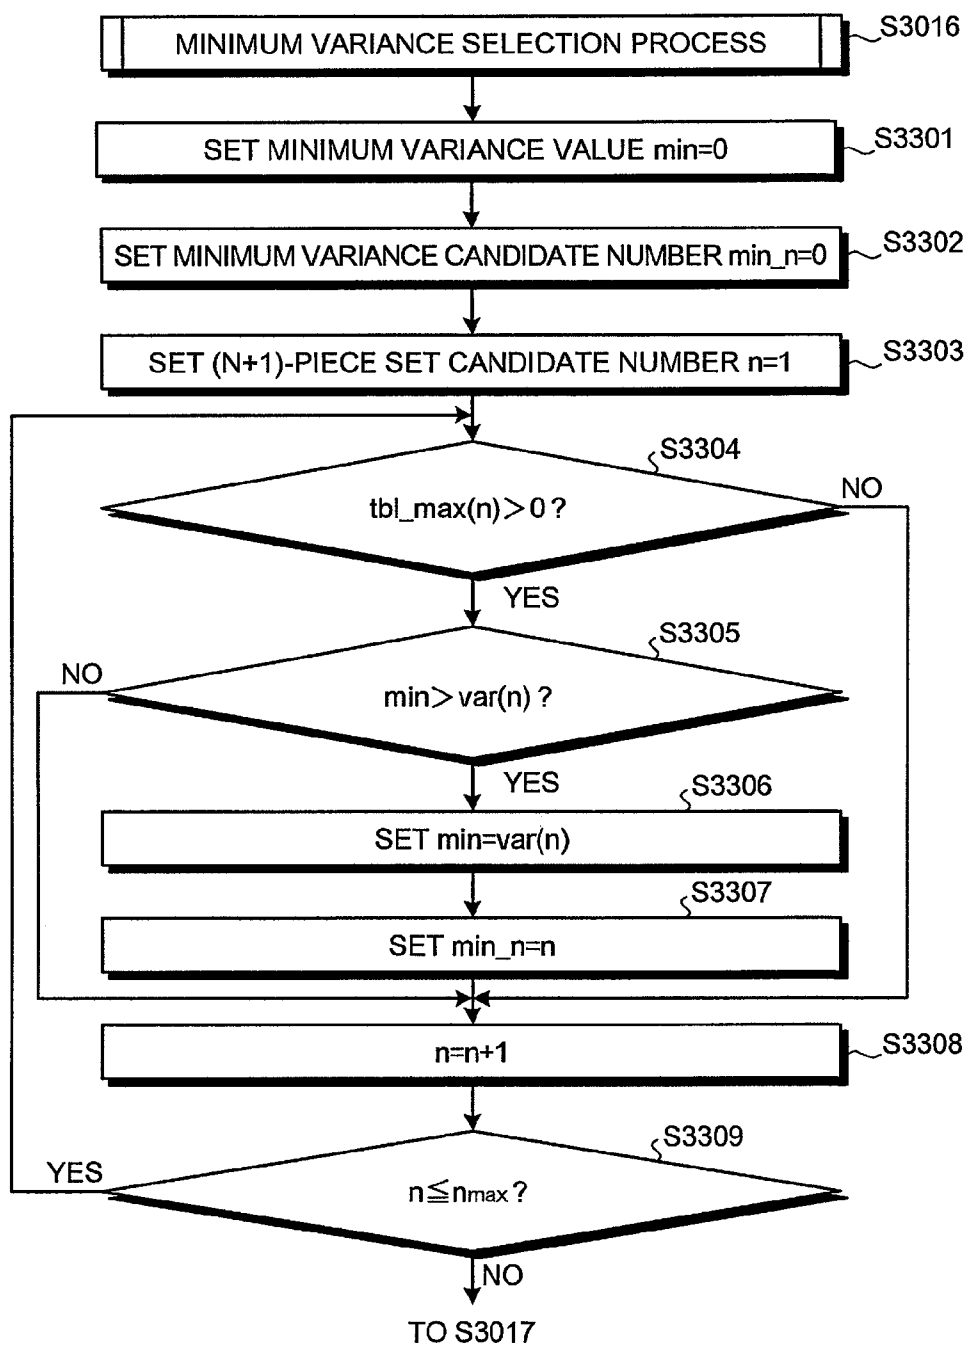 MINIMUM VARIANCE SELECTION PROCESS
S3016
SET MINIMUM VARIANCE VALUE min=0
S3301
SET MINIMUM VARIANCE CANDIDATE NUMBER min_n=0
S3302
SET (N+1)-PIECE SET CANDIDATE NUMBER n=1
S3303
S3304
tbl_max(n)>0?
NO
YES
S3305
NO
min>var(n)?
YES
S3306
SET min=var(n)
S3307
SET min_n=n
n=n+1
S3308
S3309
YES
n≦nmax?
NO
TO S3017